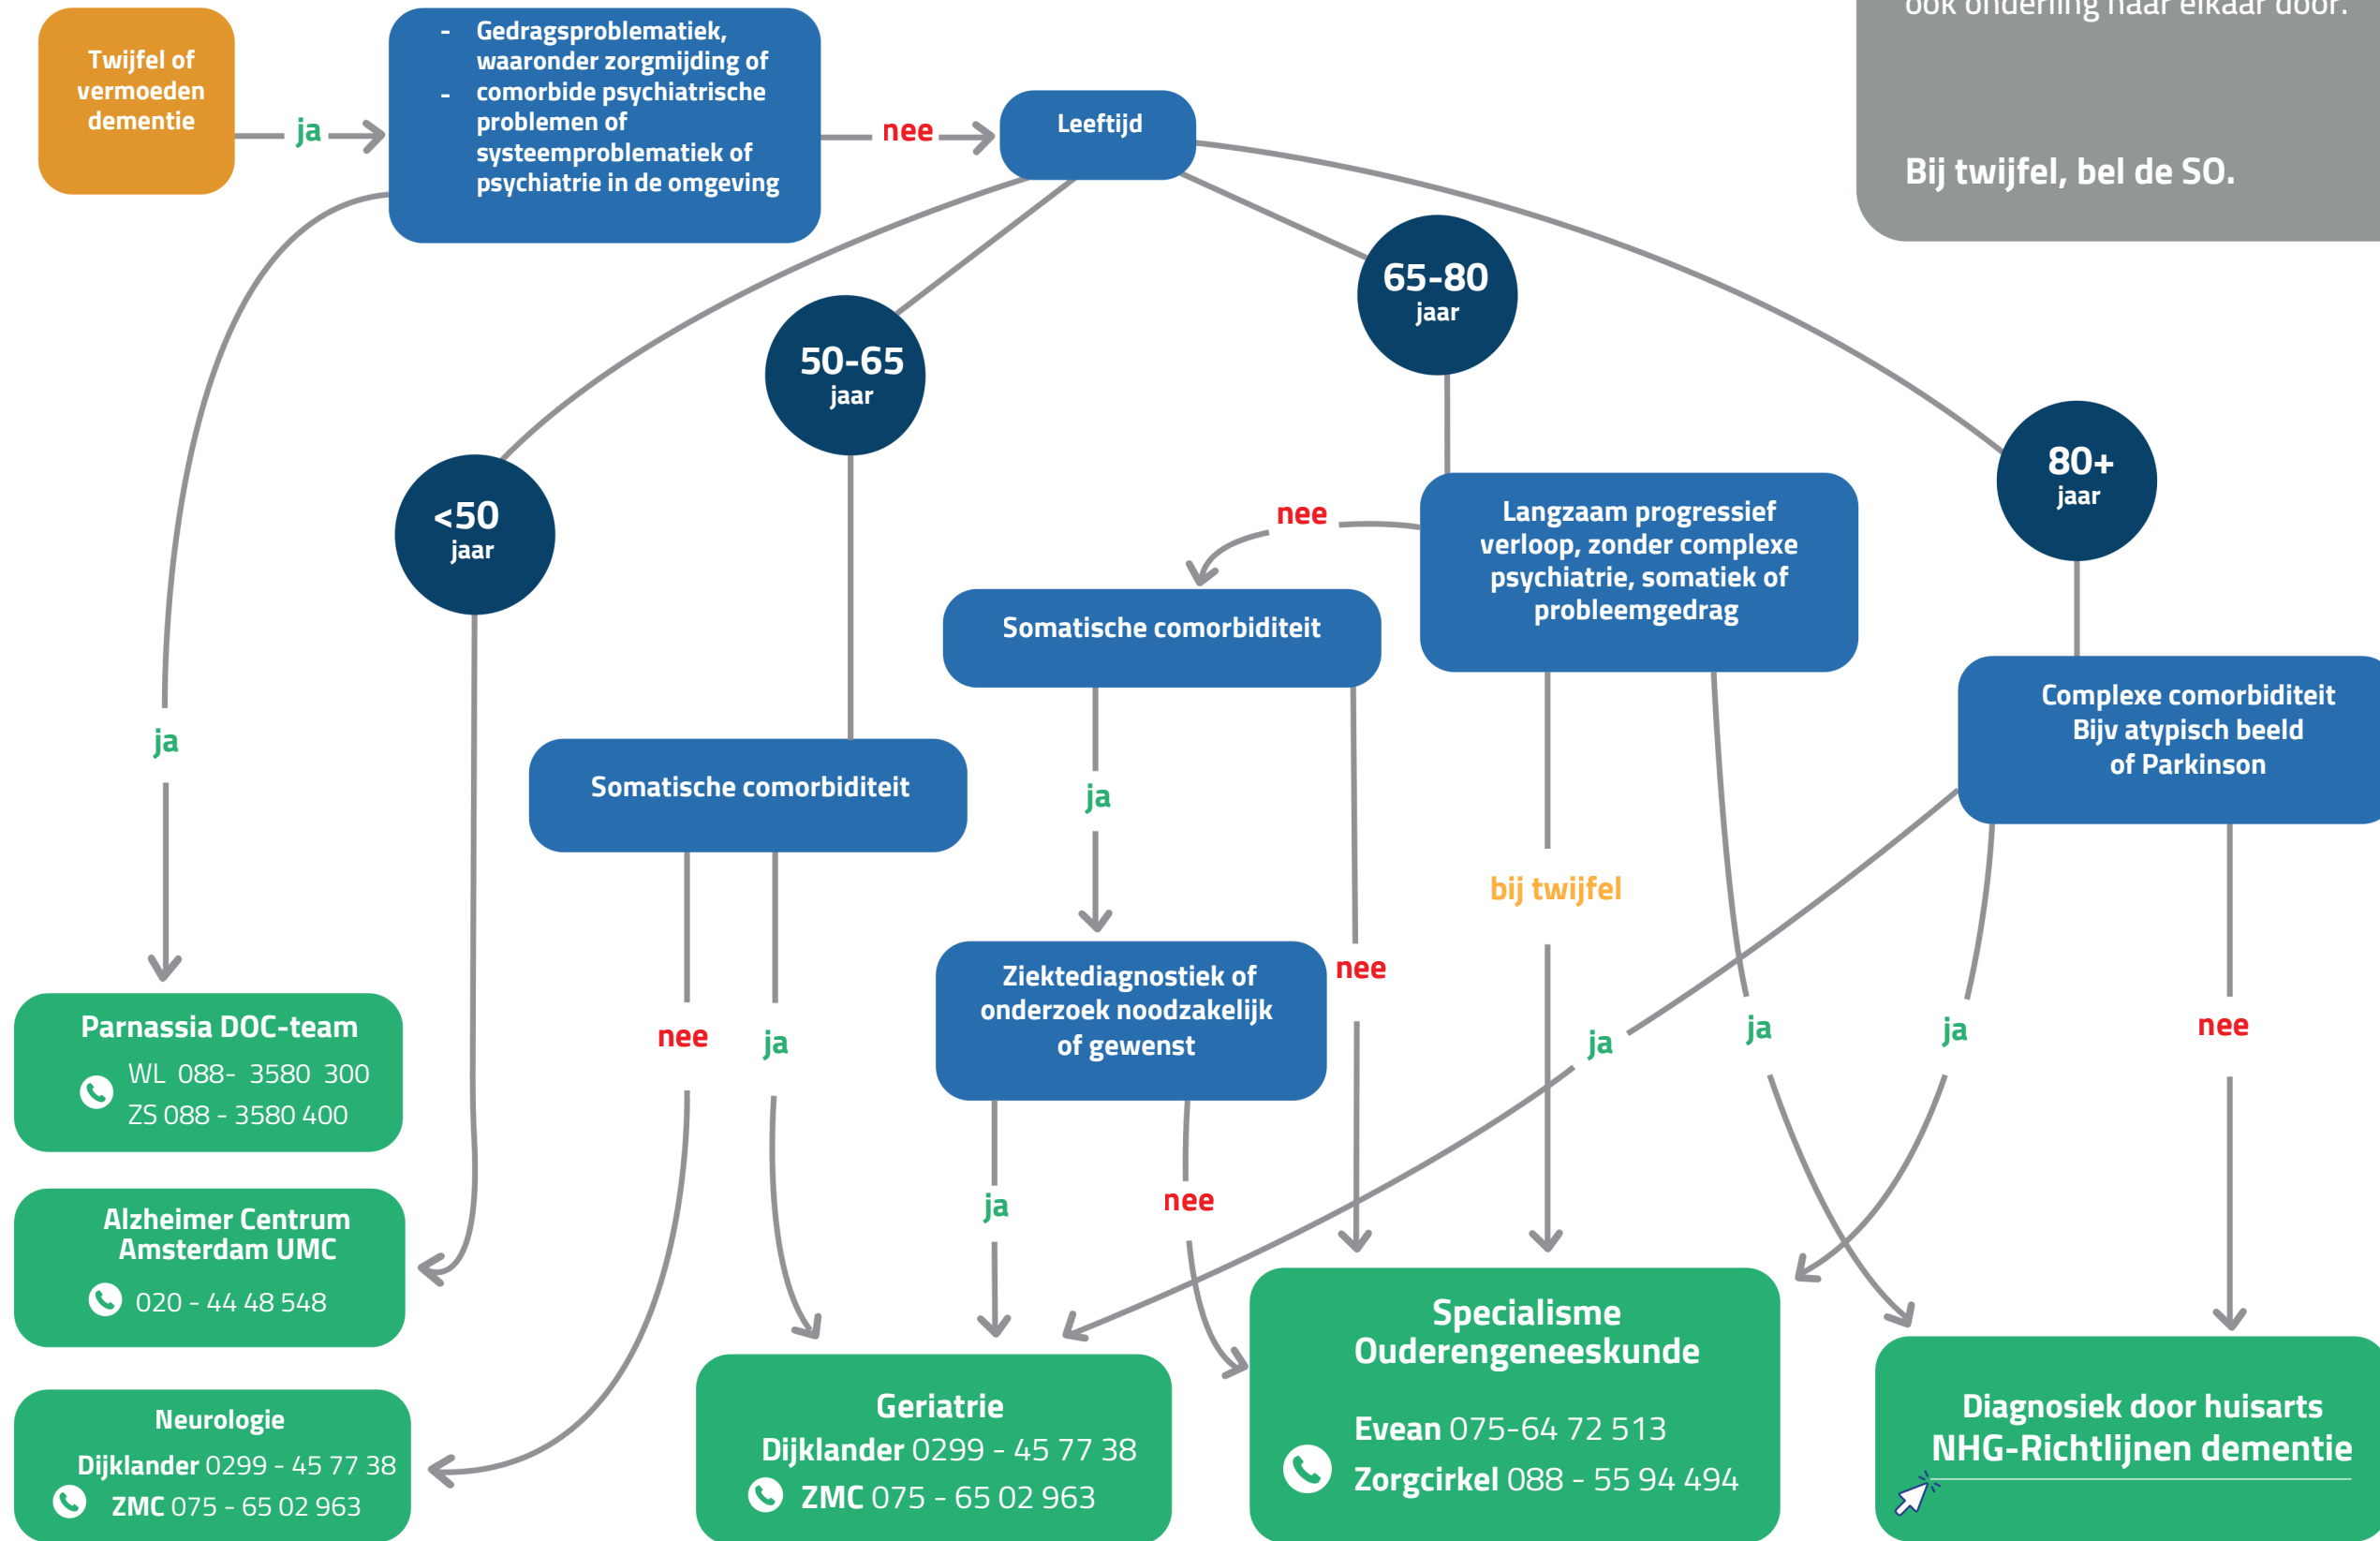 ook onderling naar elkaar door.
Bij twijfel, bel de SO.
Twijfel of
vermoeden
dementie
ja
- Gedragsproblematiek,
waaronder zorgmijding of
- comorbide psychiatrische
problemen of
systeemproblematiek of
psychiatrie in de omgeving
nee
Leeftijd
65-80
jaar
50-65
jaar
80+
jaar
<50
jaar
nee
Langzaam progressief
verloop, zonder complexe
psychiatrie, somatiek of
probleemgedrag
Somatische comorbiditeit
Complexe comorbiditeit
Bijv atypisch beeld
of Parkinson
ja
Somatische comorbiditeit
ja
bij twijfel
Ziektediagnostiek of
onderzoek noodzakelijk
of gewenst
nee
nee
ja
ja
ja
ja
nee
ja
nee
Parnassia DOC-team
WL 088- 3580 300
ZS 088 - 3580 400
Alzheimer Centrum
Amsterdam UMC
020 - 44 48 548
Neurologie
Dijklander 0299 - 45 77 38
ZMC 075 - 65 02 963
Geriatrie
Dijklander 0299 - 45 77 38
ZMC 075 - 65 02 963
Specialisme
Ouderengeneeskunde
Evean 075-64 72 513
Zorgcirkel 088 - 55 94 494
Diagnosiek door huisarts
NHG-Richtlijnen dementie